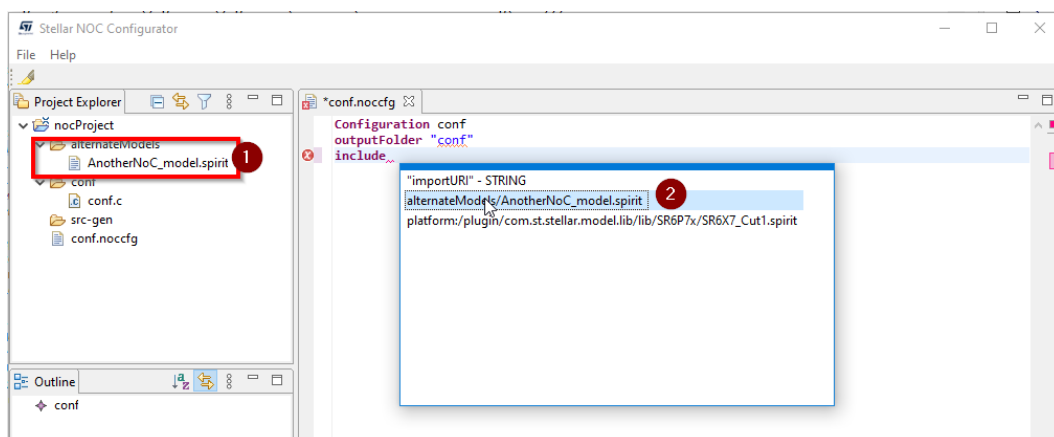 Stellar NOC Configurator
File Help
Project Explorer
*conf.noccfg
nocProject
alternateModels
AnotherNoC_model.spirit
1
conf
conf.c
src-gen
conf.noccfg
Configuration conf
outputFolder "conf"
include
"importURI" - STRING
alternateModels/AnotherNoC_model.spirit
2
platform:/plugin/com.st.stellar.model.lib/lib/SR6P7x/SR6X7_Cut1.spirit
Outline
conf